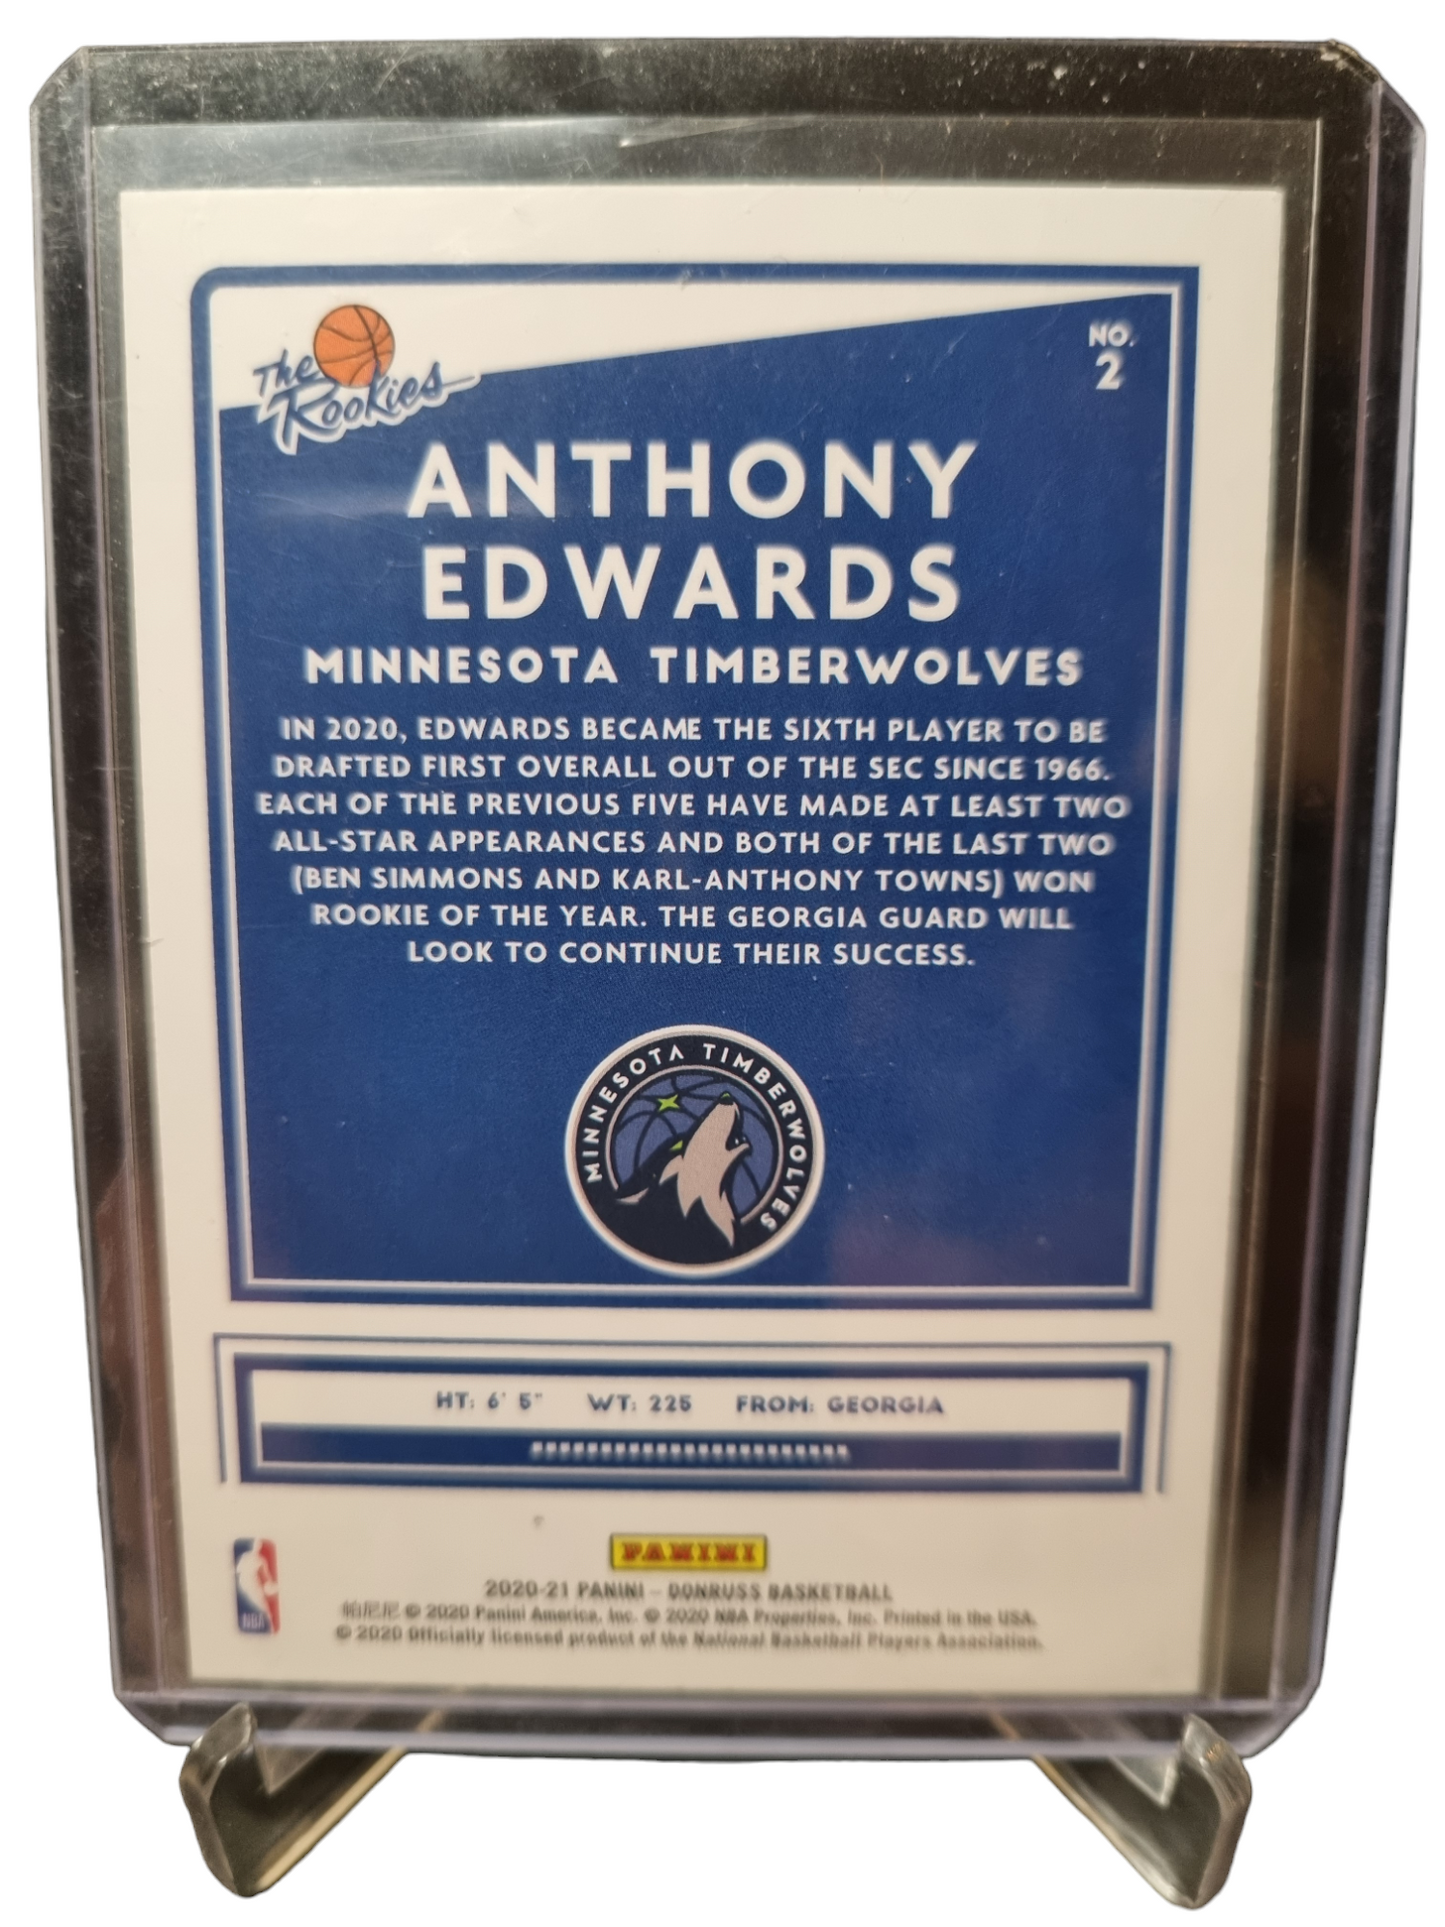 The
Rookies
NO.
2
ANTHONY
EDWARDS
MINNESOTA TIMBERWOLVES
IN 2020, EDWARDS BECAME THE SIXTH PLAYER TO BE
DRAFTED FIRST OVERALL OUT OF THE SEC SINCE 1966.
EACH OF THE PREVIOUS FIVE HAVE MADE AT LEAST TWO
ALL-STAR APPEARANCES AND BOTH OF THE LAST TWO
(BEN SIMMONS AND KARL-ANTHONY TOWNS) WON
ROOKIE OF THE YEAR. THE GEORGIA GUARD WILL
LOOK TO CONTINUE THEIR SUCCESS.
MINNESOTA TIMBERWOLVES
HT: 6' 5" WT: 225 FROM: GEORGIA
NBA
PANINI
2020-21 PANINI – DONRUSS BASKETBALL
帕尼尼 © 2020 Panini America, Inc. © 2020 NBA Properties, Inc. Printed in the USA.
© 2020 Officially licensed product of the National Basketball Players Association.